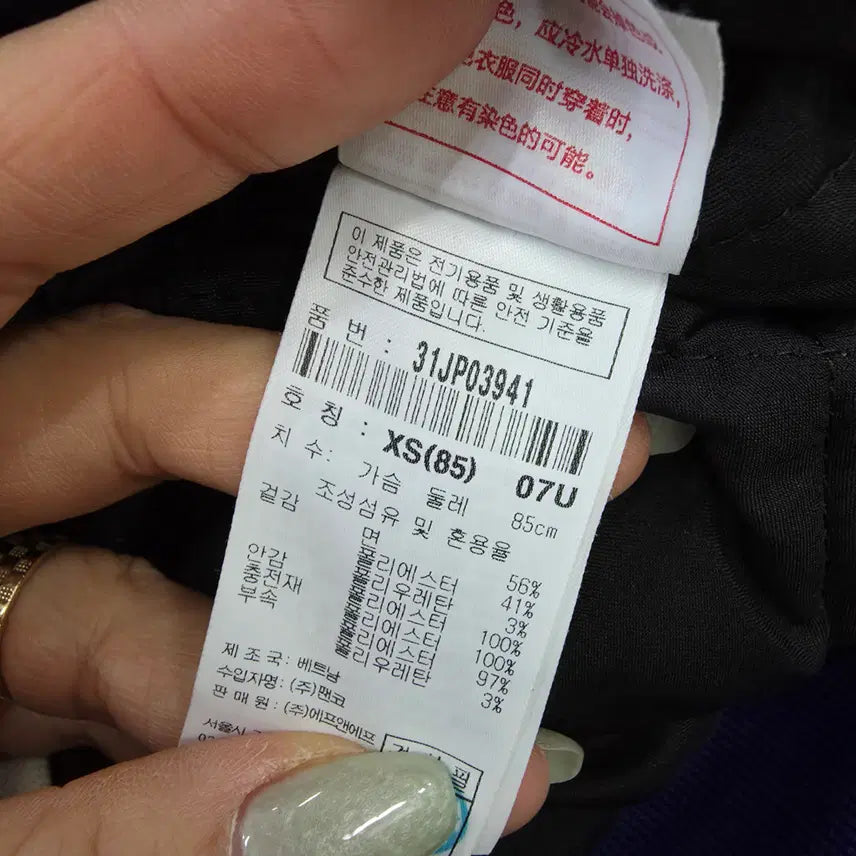 色，应冷水单独洗涤，
衣服同时穿着时，
注意有染色的可能。
이 제품은 전기용품 및 생활용품
안전관리법에 따른 안전 기준을
준수한 제품입니다.
품 번 : 31JP03941
호 칭 : XS(85) 07U
치 수: 가슴 둘레 85cm
조성섬유 및 혼용율
겉감 면 56%
폴리에스터 41%
폴리우레탄 3%
안감 폴리에스터 100%
충전재 폴리에스터 100%
부속 폴리에스터 97%
폴리우레탄 3%
제 조 국: 베트남
수입자명: (주)팬코
판 매 원: (주)에프앤에프
서울시